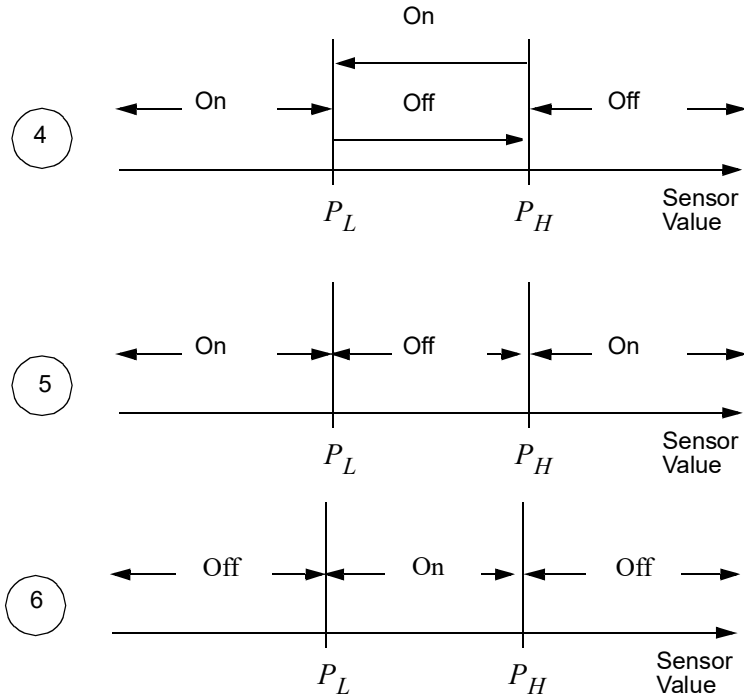 On
On Off Off
4
P_L P_H Sensor
Value
On Off On
5
P_L P_H Sensor
Value
Off On Off
6
P_L P_H Sensor
Value